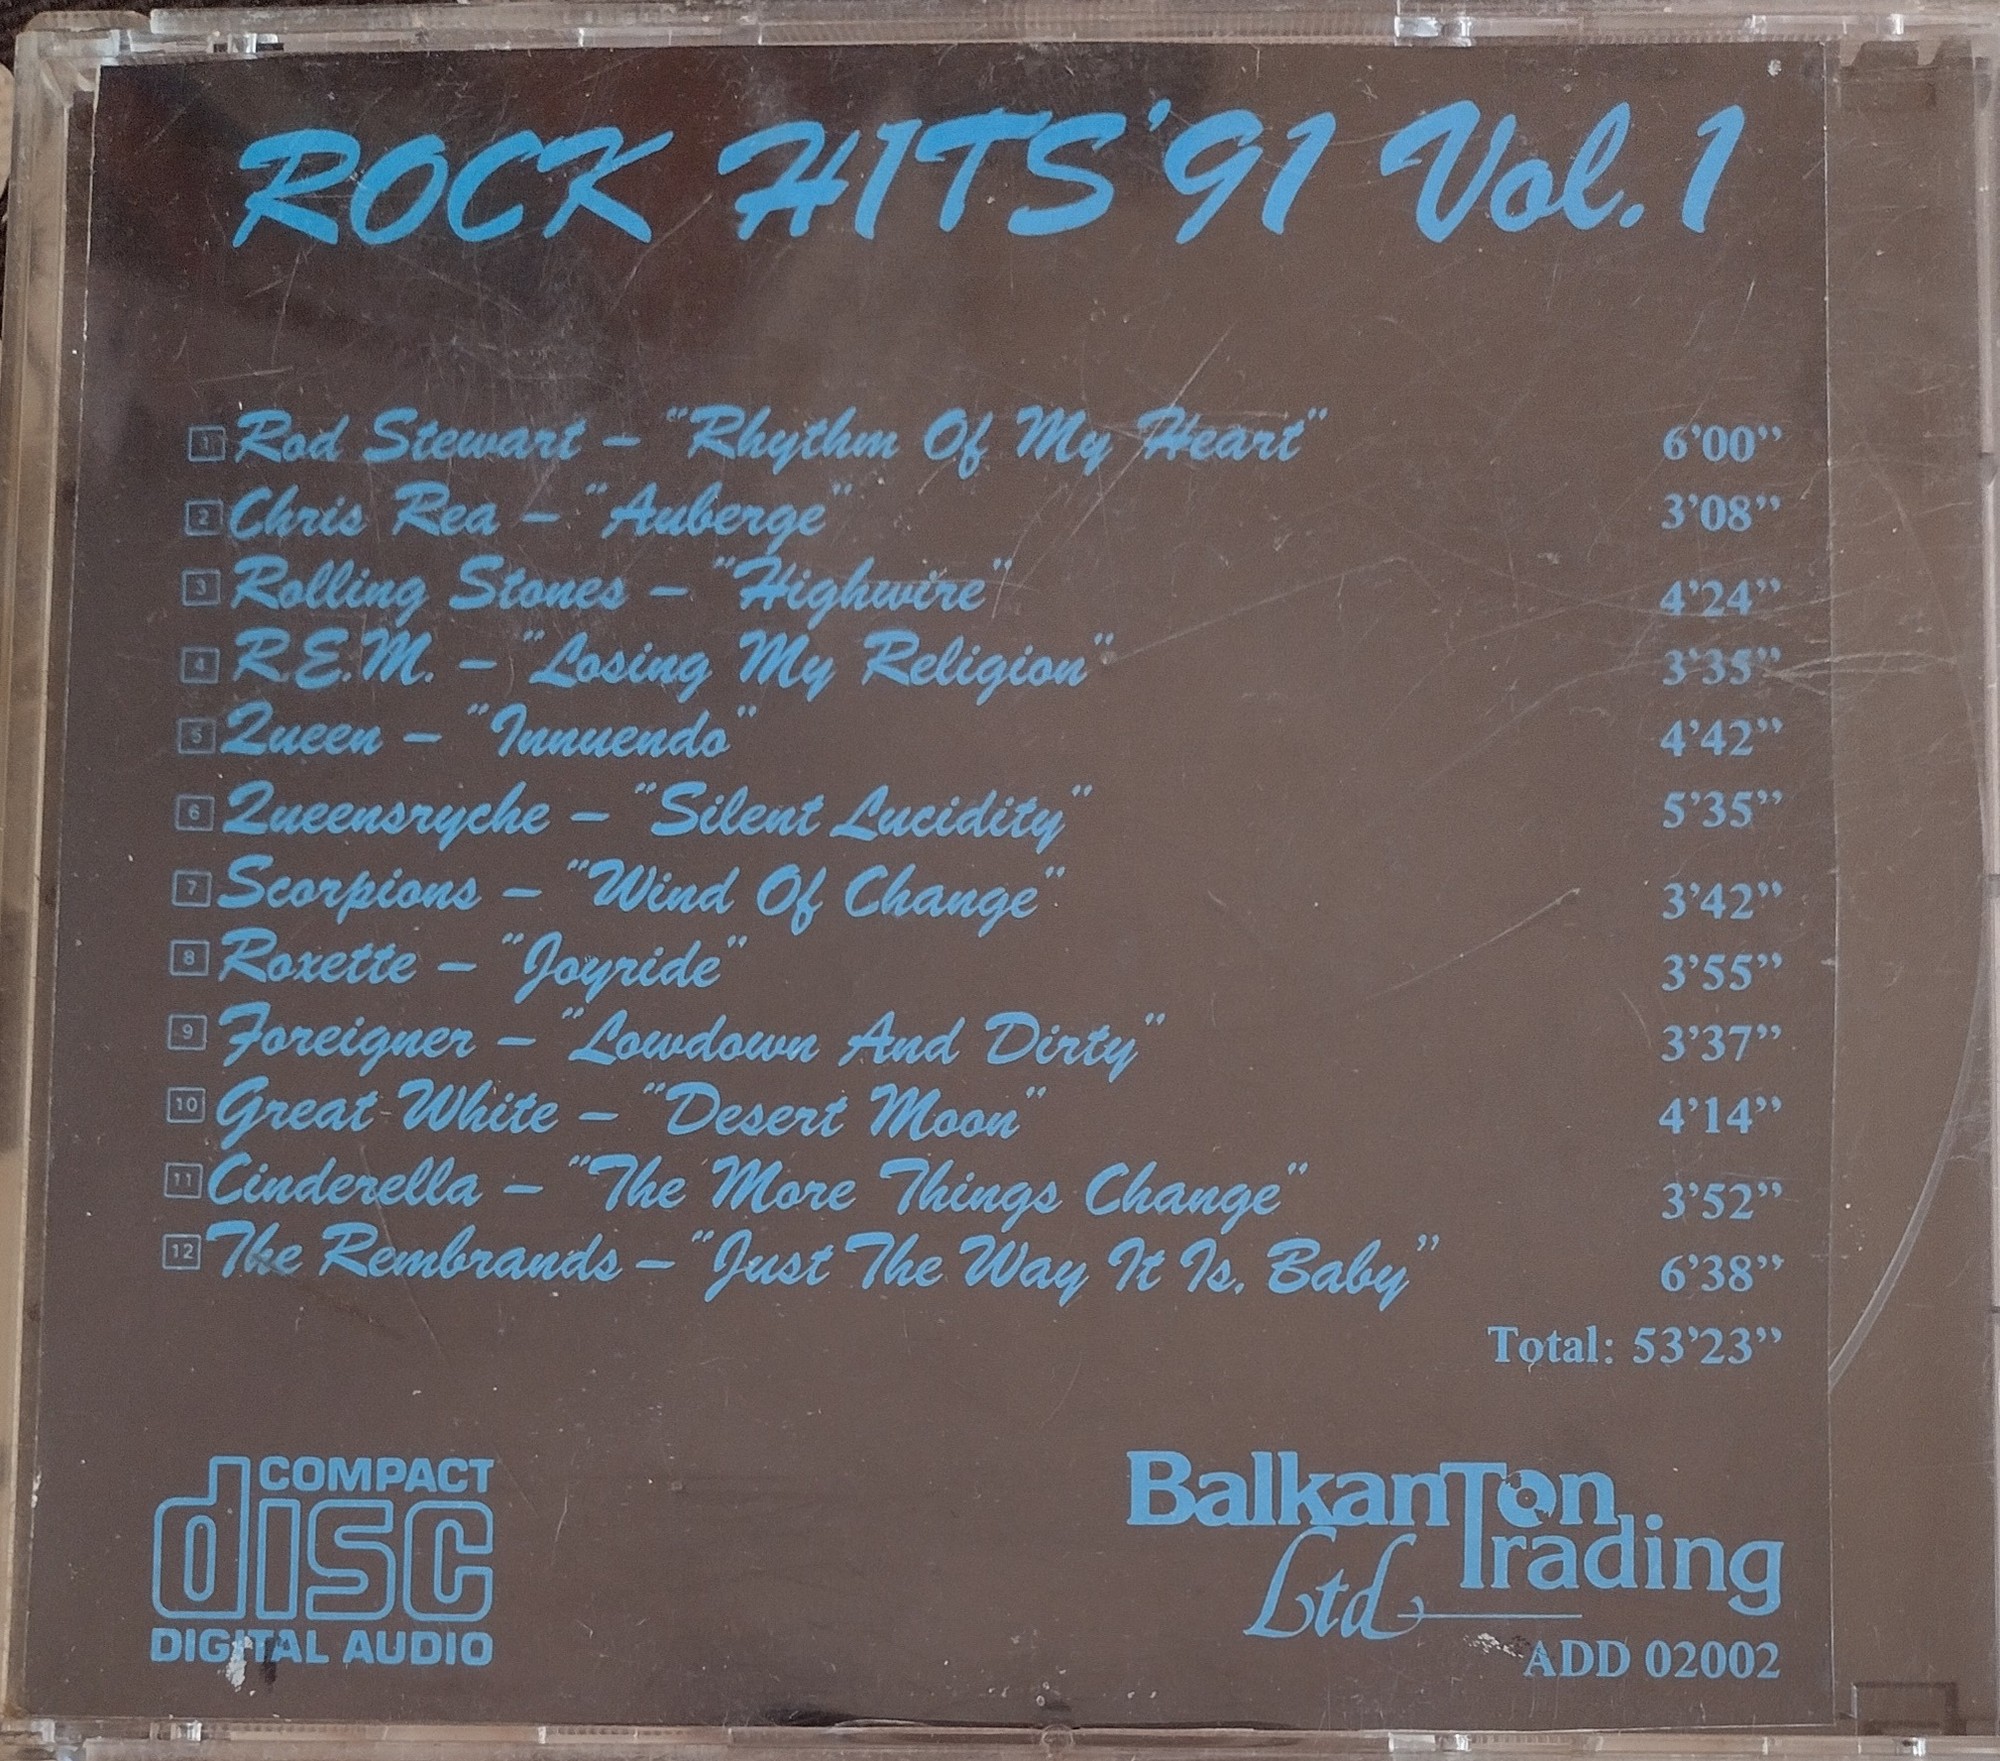 ROCK HITS'91 Vol.1
1 Rod Stewart – "Rhythm Of My Heart" 6'00"
2 Chris Rea – "Auberge" 3'08"
3 Rolling Stones – "Highwire" 4'24"
4 R.E.M. – "Losing My Religion" 3'35"
5 Queen – "Innuendo" 4'42"
6 Queensryche – "Silent Lucidity" 5'35"
7 Scorpions – "Wind Of Change" 3'42"
8 Roxette – "Joyride" 3'55"
9 Foreigner – "Lowdown And Dirty" 3'37"
10 Great White – "Desert Moon" 4'14"
11 Cinderella – "The More Things Change" 3'52"
12 The Rembrands – "Just The Way It Is, Baby" 6'38"
Total: 53'23"
COMPACT
disc
DIGITAL AUDIO
BalkanTon
Trading
Ltd
ADD 02002